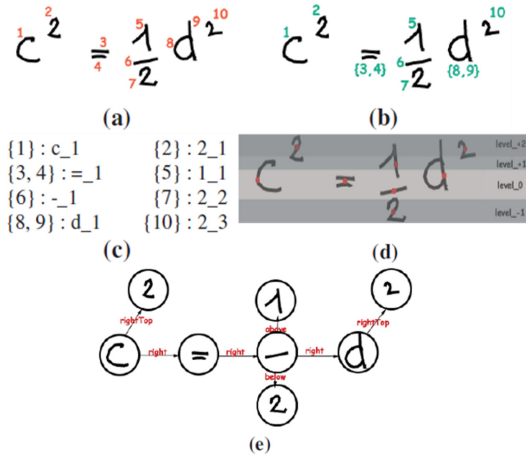 1 c 2 2 3 = 4 5 1 6 - 7 2 8 d 9 10 2
(a)
1 c 2 2 = {3,4} 5 1 6 - 7 2 d {8,9} 10 2
(b)
{1} : c_1 {2} : 2_1
{3, 4} : =_1 {5} : 1_1
{6} : -_1 {7} : 2_2
{8, 9} : d_1 {10} : 2_3
(c)
c 2 = 1 - 2 d 2
level_+2
level_+1
level_0
level_-1
(d)
2 1 2
rightTop above rightTop
C right = right - right d
below
2
(e)